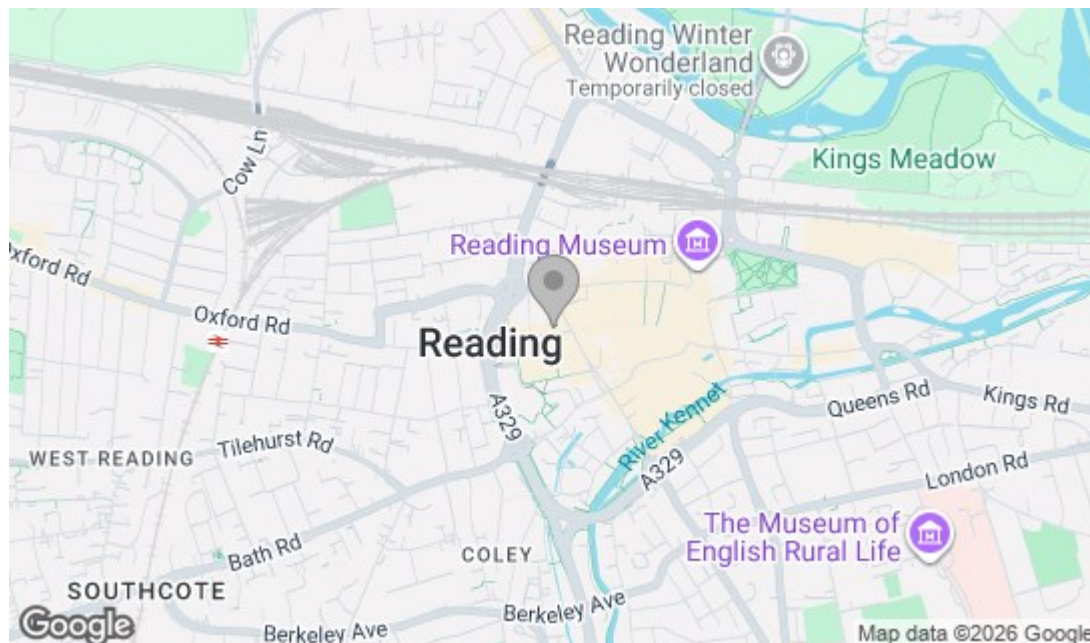 Reading Winter
Wonderland
Temporarily closed
Kings Meadow
Cow Ln
Reading Museum
Oxford Rd
Oxford Rd
Reading
A329
River Kennet
Queens Rd
Kings Rd
WEST READING
Tilehurst Rd
A329
London Rd
The Museum of
English Rural Life
Bath Rd
COLEY
SOUTHCOTE
Berkeley Ave
Berkeley Ave
Google
Map data ©2026 Google